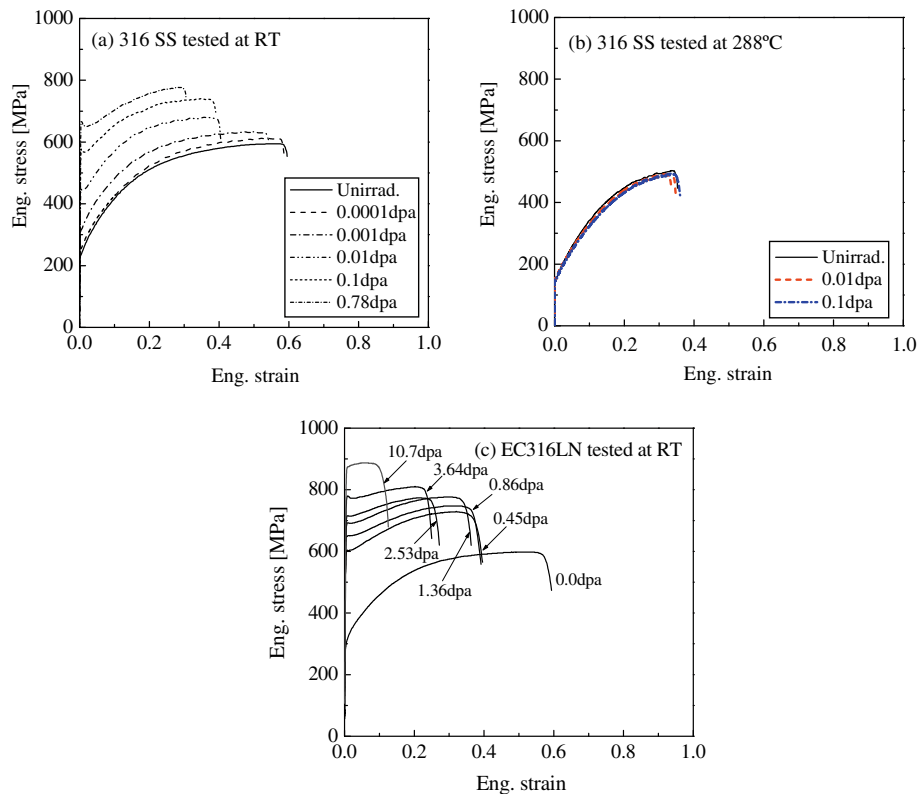 (a) 316 SS tested at RT
Eng. stress [MPa]
1000
800
600
400
200
0
0.0 0.2 0.4 0.6 0.8 1.0
Eng. strain
Unirrad.
0.0001dpa
0.001dpa
0.01dpa
0.1dpa
0.78dpa
(b) 316 SS tested at 288ºC
Eng. stress [MPa]
1000
800
600
400
200
0
0.0 0.2 0.4 0.6 0.8 1.0
Eng. strain
Unirrad.
0.01dpa
0.1dpa
(c) EC316LN tested at RT
Eng. stress [MPa]
1000
800
600
400
200
0
0.0 0.2 0.4 0.6 0.8 1.0
Eng. strain
10.7dpa
3.64dpa
0.86dpa
0.45dpa
2.53dpa
1.36dpa
0.0dpa